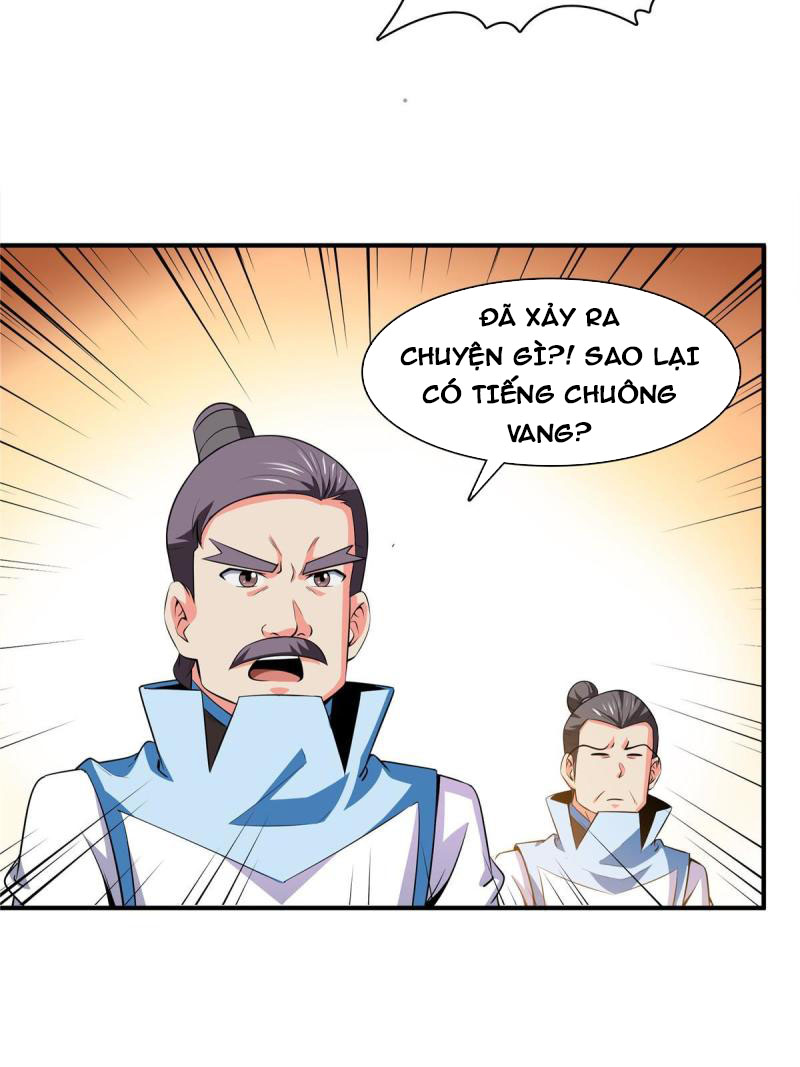 ĐÃ XẢY RA
CHUYỆN GÌ?! SAO LẠI
CÓ TIẾNG CHUÔNG
VANG?